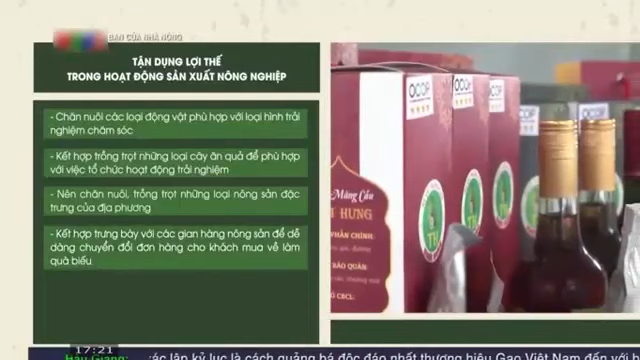 BẠN CỦA NHÀ NÔNG
TẬN DỤNG LỢI THẾ
TRONG HOẠT ĐỘNG SẢN XUẤT NÔNG NGHIỆP
- Chăn nuôi các loại động vật phù hợp với loại hình trải
nghiệm chăm sóc
- Kết hợp trồng trọt những loại cây ăn quả để phù hợp
với việc tổ chức hoạt động trải nghiệm
- Nên chăn nuôi, trồng trọt những loại nông sản đặc
trưng của địa phương
- Kết hợp trưng bày với các gian hàng nông sản để dễ
dàng chuyển đổi đơn hàng cho khách mua về làm
quà biếu
OCOP
OCOP
OCOP
Mãng Cầu
HƯNG
PHẦN CHÍNH:
BẢO QUẢN:
CBCL:
TH
17:21
Hậu Giang:
xác lập kỷ lục là cách quảng bá độc đáo nhất thương hiệu Gạo Việt Nam đến với